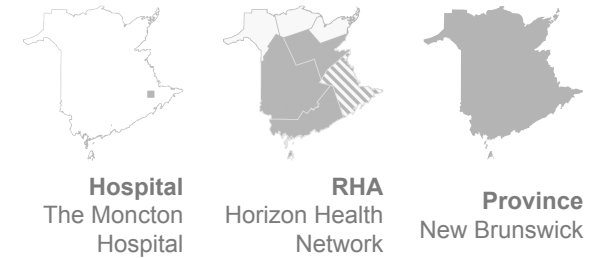 Hospital
The Moncton
Hospital
RHA
Horizon Health
Network
Province
New Brunswick